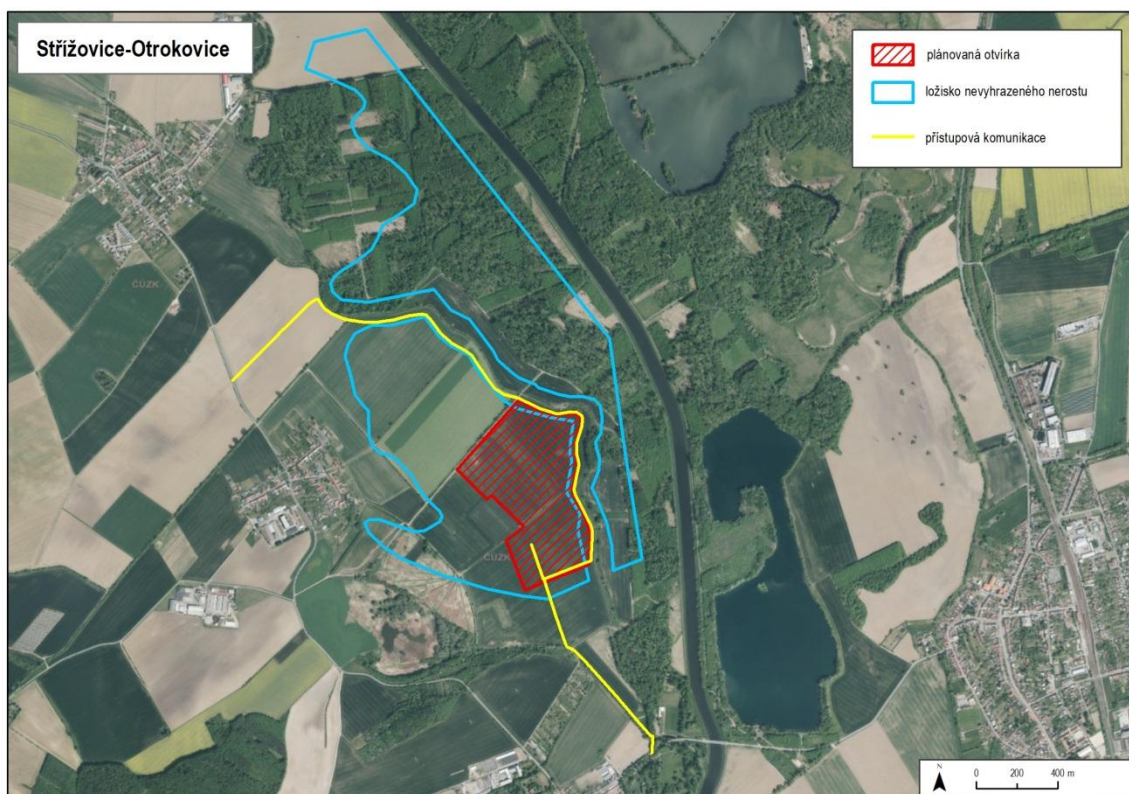 Střížovice-Otrokovice
plánovaná otvírka
ložisko nevyhrazeného nerostu
přístupová komunikace
ČÚZK
ČÚZK
N
0 200 400 m